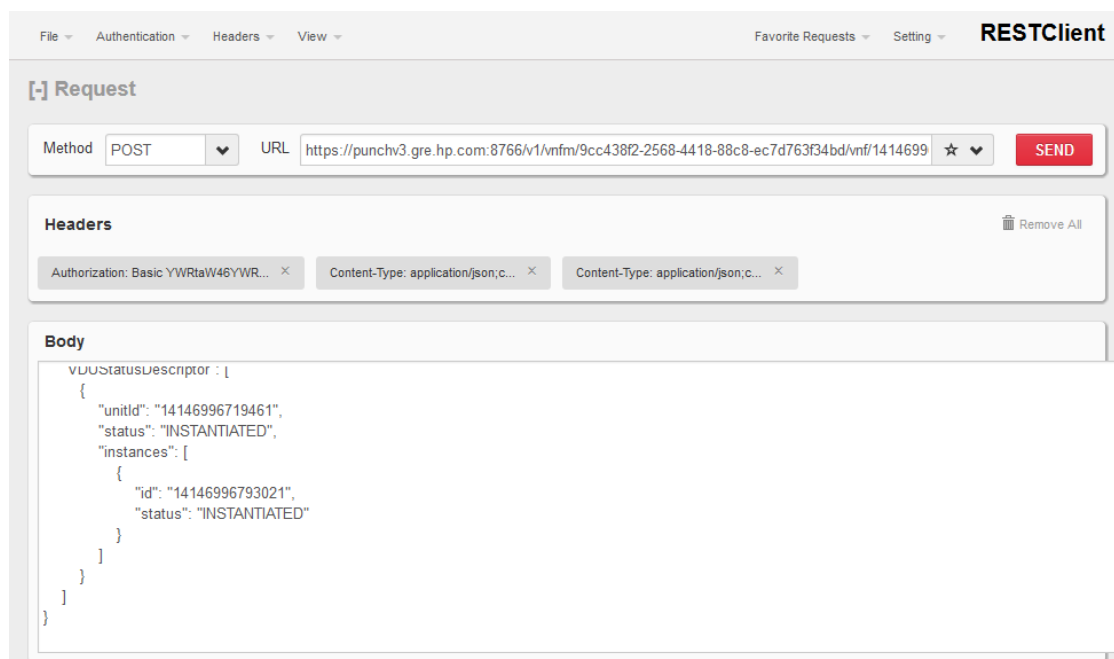 File Authentication Headers View Favorite Requests Setting RESTClient
[-] Request
Method POST URL https://punchv3.gre.hp.com:8766/v1/vnfm/9cc438f2-2568-4418-88c8-ec7d763f34bd/vnf/1414699 SEND
Headers Remove All
Authorization: Basic YWRtaW46YWR... × Content-Type: application/json;c... × Content-Type: application/json;c... ×
Body
VDUStatusDescriptor : [
{
"unitId": "14146996719461",
"status": "INSTANTIATED",
"instances": [
{
"id": "14146996793021",
"status": "INSTANTIATED"
}
]
}
]
}